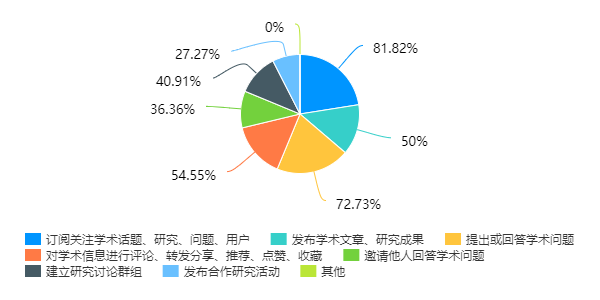 0%
81.82%
27.27%
40.91%
36.36%
50%
54.55%
72.73%
订阅关注学术话题、研究、问题、用户 发布学术文章、研究成果 提出或回答学术问题
对学术信息进行评论、转发分享、推荐、点赞、收藏 邀请他人回答学术问题
建立研究讨论群组 发布合作研究活动 其他